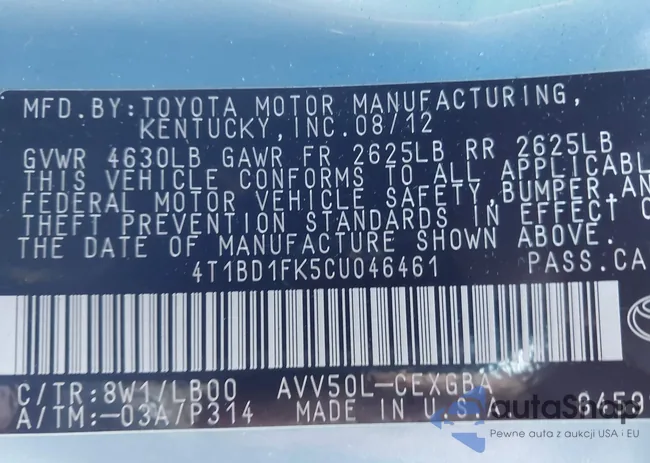 MFD. BY: TOYOTA MOTOR MANUFACTURING,
KENTUCKY, INC. 08/12
GVWR 4630LB GAWR FR 2625LB RR 2625LB
THIS VEHICLE CONFORMS TO ALL APPLICABL
FEDERAL MOTOR VEHICLE SAFETY, BUMPER, AN
THEFT PREVENTION STANDARDS IN EFFECT
THE DATE OF MANUFACTURE SHOWN ABOVE.
4T1BD1FK5CU046461 PASS. CA
C/TR: 8W1/LB00 AVV50L-CEXGBA
A/TM: -03A/P314 MADE IN U.S.A.
autaShop
Pewne auta z aukcji USA i EU